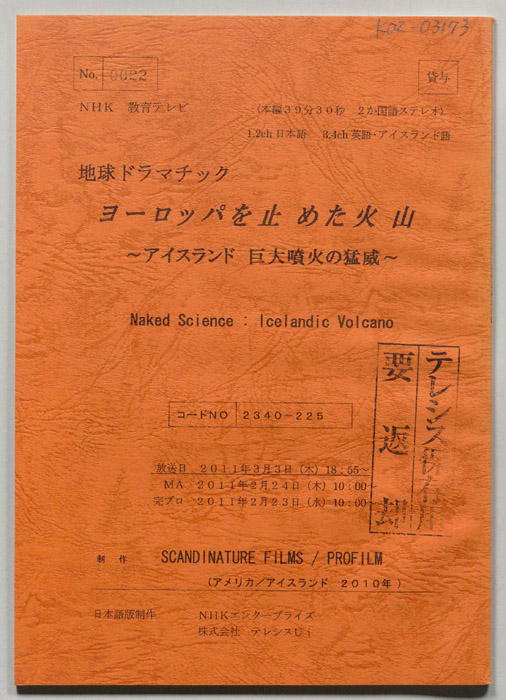 KOZ-03173
No. 0022
貸与
NHK 教育テレビ
（本編39分30秒 2か国語ステレオ）
1,2ch 日本語 3,4ch 英語・アイスランド語
地球ドラマチック
ヨーロッパを止めた火山
～アイスランド 巨大噴火の猛威～
Naked Science : Icelandic Volcano
テレシス
要返却
コードNO 2340-225
放送日 2011年3月3日（木）18:55～
MA 2011年2月24日（木）10:00～
完プロ 2011年2月23日（水）10:00～
制作 SCANDINATURE FILMS / PROFILM
（アメリカ/アイスランド 2010年）
日本語版制作 NHKエンタープライズ
株式会社 テレシス